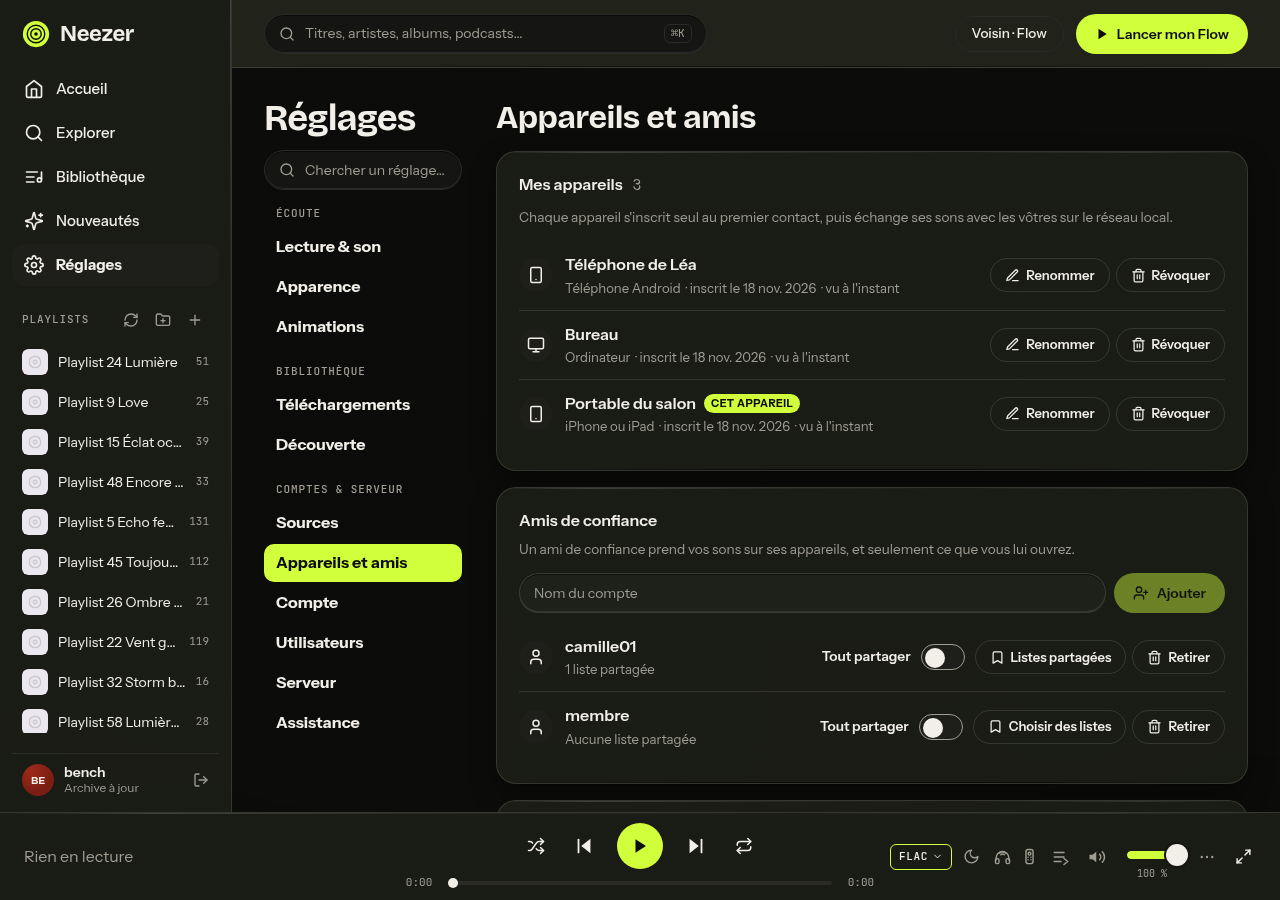 Neezer
Titres, artistes, albums, podcasts...
⌘K
Voisin · Flow
Lancer mon Flow
Accueil
Explorer
Bibliothèque
Nouveautés
Réglages
PLAYLISTS
Playlist 24 Lumière 51
Playlist 9 Love 25
Playlist 15 Éclat oc... 39
Playlist 48 Encore ... 33
Playlist 5 Echo fe... 131
Playlist 45 Toujou... 112
Playlist 26 Ombre ... 21
Playlist 22 Vent g... 119
Playlist 32 Storm b... 16
Playlist 58 Lumièr... 28
BE
bench
Archive à jour
Réglages
Chercher un réglage...
ÉCOUTE
Lecture & son
Apparence
Animations
BIBLIOTHÈQUE
Téléchargements
Découverte
COMPTES & SERVEUR
Sources
Appareils et amis
Compte
Utilisateurs
Serveur
Assistance
Appareils et amis
Mes appareils 3
Chaque appareil s'inscrit seul au premier contact, puis échange ses sons avec les vôtres sur le réseau local.
Téléphone de Léa
Téléphone Android · inscrit le 18 nov. 2026 · vu à l'instant
Renommer
Révoquer
Bureau
Ordinateur · inscrit le 18 nov. 2026 · vu à l'instant
Renommer
Révoquer
Portable du salon CET APPAREIL
iPhone ou iPad · inscrit le 18 nov. 2026 · vu à l'instant
Renommer
Révoquer
Amis de confiance
Un ami de confiance prend vos sons sur ses appareils, et seulement ce que vous lui ouvrez.
Nom du compte
Ajouter
camille01
1 liste partagée
Tout partager
Listes partagées
Retirer
membre
Aucune liste partagée
Tout partager
Choisir des listes
Retirer
Rien en lecture
0:00
0:00
FLAC
100 %